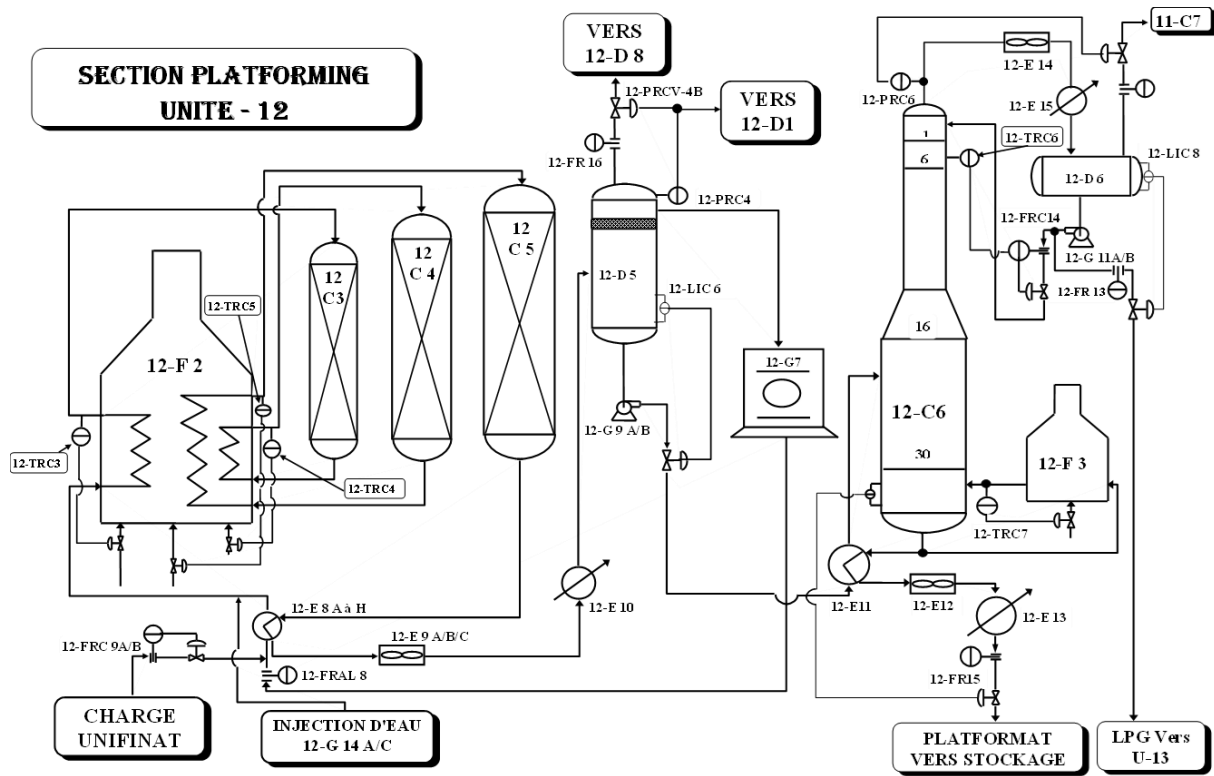 SECTION PLATFORMING
UNITE - 12
VERS
12-D 8
VERS
12-D1
11-C7
12-PRCV-4B
12-FR 16
12-PRC4
12-PRC6
12-E 14
12-E 15
12-TRC6
12-LIC 8
12-D 6
12-FRC14
12-G 11A/B
12-FR 13
1
6
16
12-C6
30
12
C3
12
C 4
12
C 5
12-D 5
12-LIC 6
12-G7
12-G 9 A/B
12-F 2
12-TRC5
12-TRC3
12-TRC4
12-F 3
12-TRC7
12-E 8 A à H
12-E 9 A/B/C
12-E 10
12-E11
12-E12
12-E 13
12-FR15
12-FRC 9A/B
12-FRAL 8
CHARGE
UNIFINAT
INJECTION D'EAU
12-G 14 A/C
PLATFORMAT
VERS STOCKAGE
LPG Vers
U-13